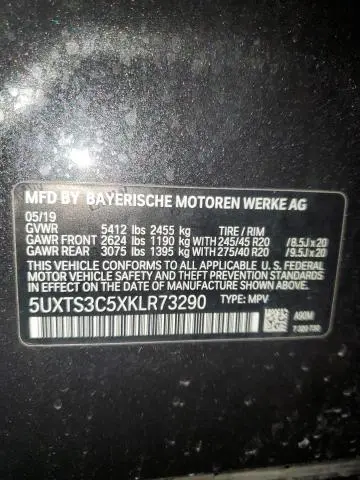 MFD BY BAYERISCHE MOTOREN WERKE AG
05/19
GVWR 5412 lbs 2455 kg TIRE / RIM
GAWR FRONT 2624 lbs 1190 kg WITH 245/45 R20 /8.5J x 20
GAWR REAR 3075 lbs 1395 kg WITH 275/40 R20 /9.5J x 20
THIS VEHICLE CONFORMS TO ALL APPLICABLE U.S. FEDERAL
MOTOR VEHICLE SAFETY AND THEFT PREVENTION STANDARDS
IN EFFECT ON THE DATE OF MANUFACTURE SHOWN ABOVE.
5UXTS3C5XKLR73290 TYPE: MPV
A90M